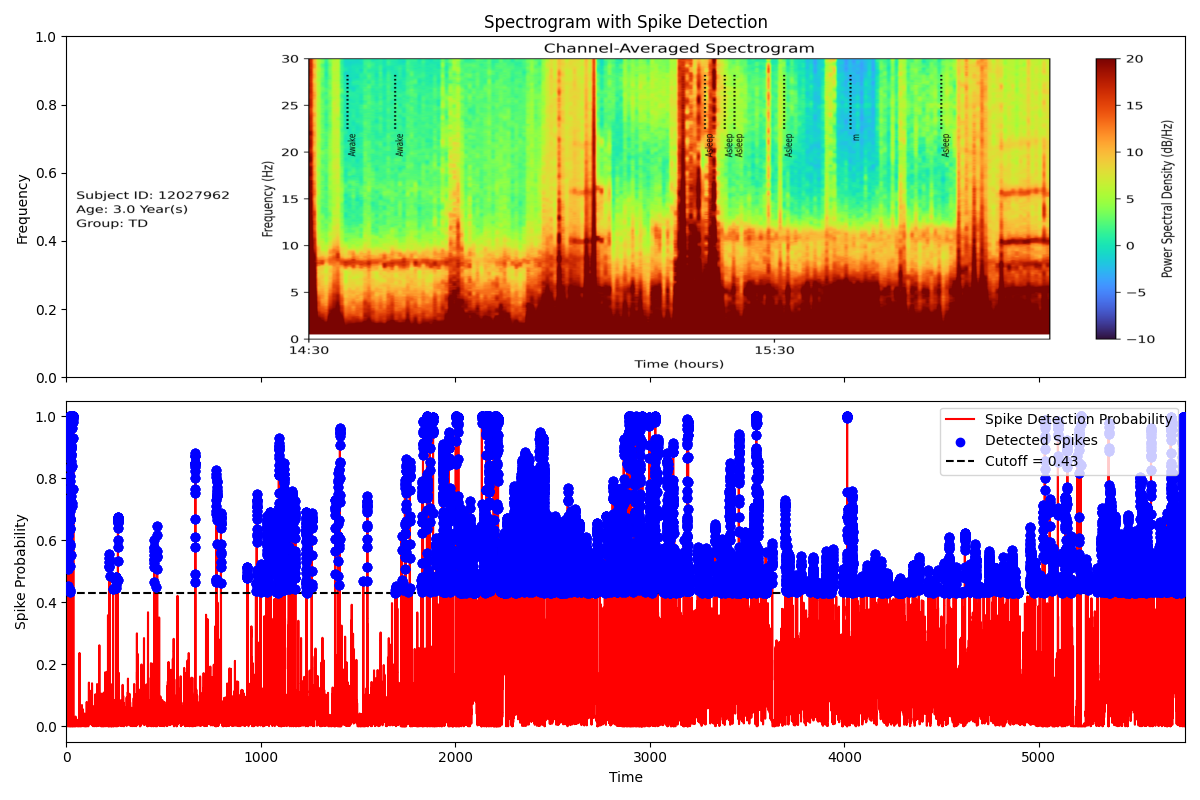 Spectrogram with Spike Detection
Channel-Averaged Spectrogram
Frequency
1.0
0.8
0.6
0.4
0.2
0.0
Subject ID: 12027962
Age: 3.0 Year(s)
Group: TD
Frequency (Hz)
30
25
20
15
10
5
0
Awake
Awake
Asleep
Asleep
Asleep
Asleep
m
Asleep
14:30
15:30
Time (hours)
20
15
10
5
0
−5
−10
Power Spectral Density (dB/Hz)
Spike Probability
1.0
0.8
0.6
0.4
0.2
0.0
Spike Detection Probability
Detected Spikes
Cutoff = 0.43
0
1000
2000
3000
4000
5000
Time